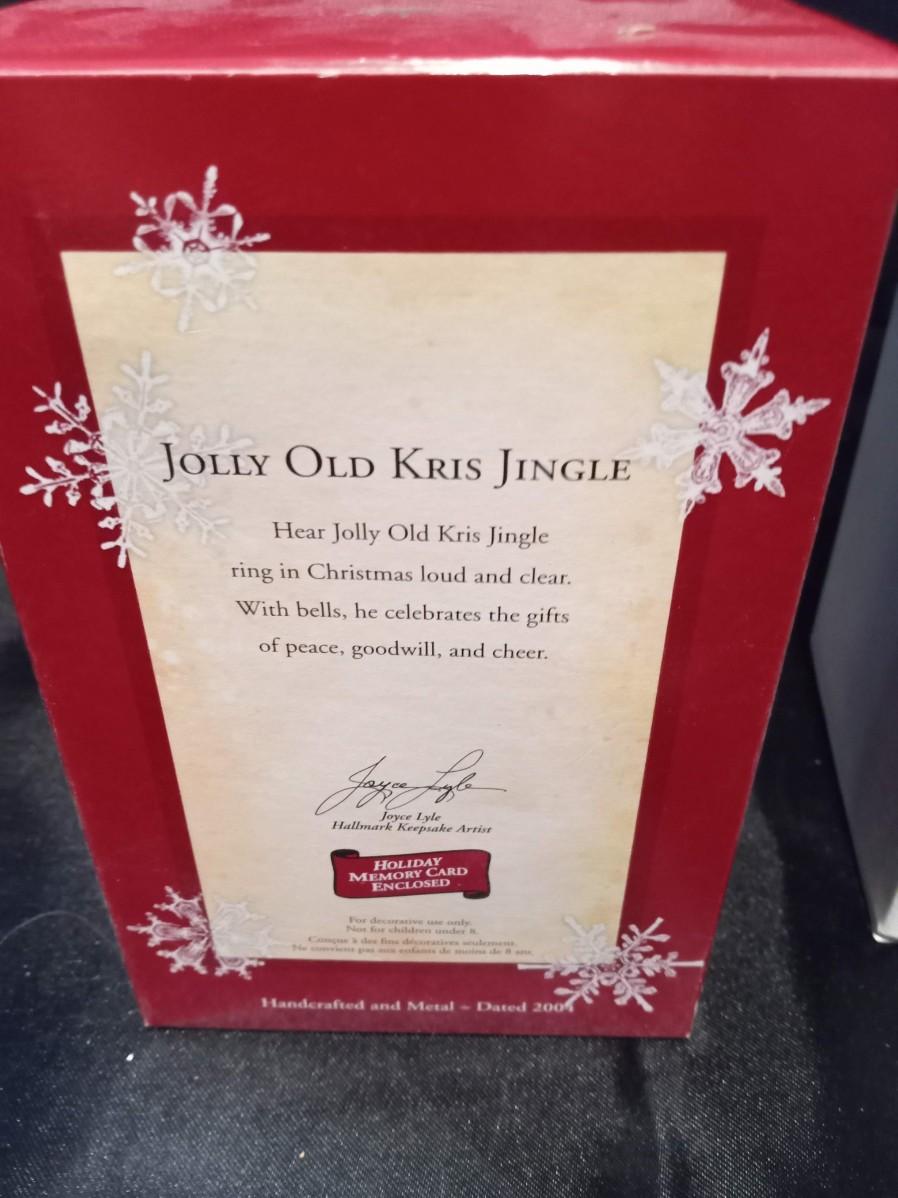 JOLLY OLD KRIS JINGLE
Hear Jolly Old Kris Jingle
ring in Christmas loud and clear.
With bells, he celebrates the gifts
of peace, goodwill, and cheer.
Joyce Lyle
Joyce Lyle
Hallmark Keepsake Artist
HOLIDAY
MEMORY CARD
ENCLOSED
For decorative use only.
Not for children under 8.
Conçue à des fins décoratives seulement.
Ne convient pas aux enfants de moins de 8 ans.
Handcrafted and Metal ~ Dated 2004